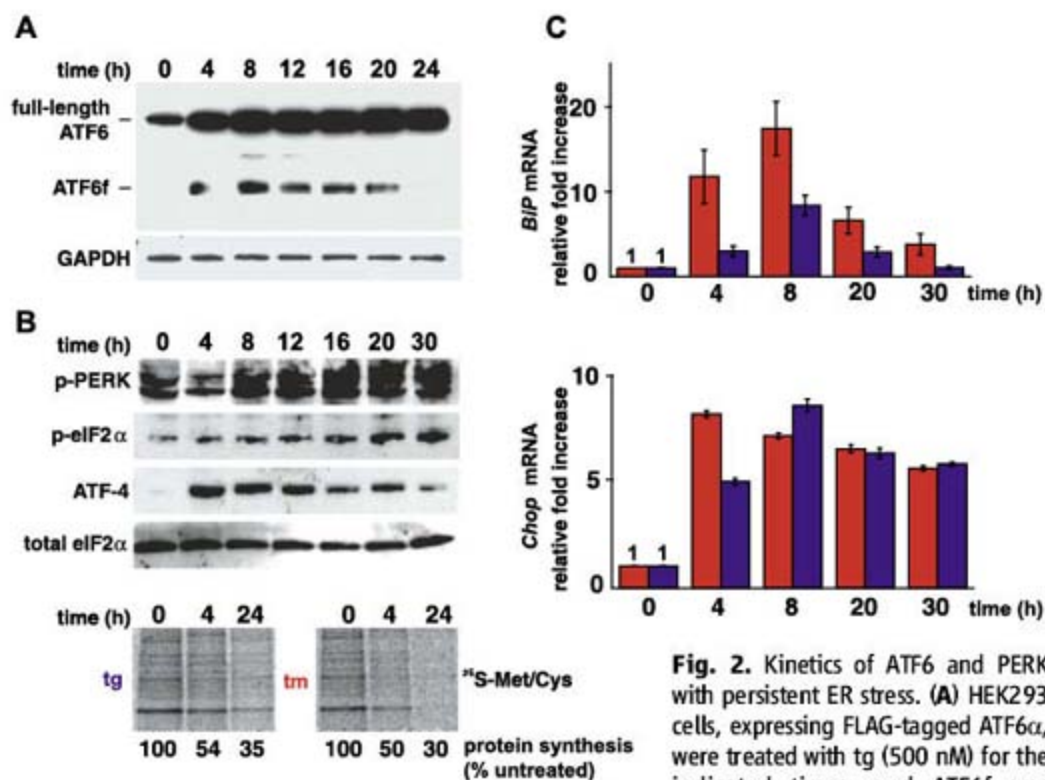 A
time (h) 0 4 8 12 16 20 24
full-length
ATF6
ATF6f
GAPDH
B
time (h) 0 4 8 12 16 20 30
p-PERK
p-eIF2α
ATF-4
total eIF2α
time (h) 0 4 24 0 4 24
tg tm ³⁵S-Met/Cys
100 54 35 100 50 30 protein synthesis
(% untreated)
C
BiP mRNA
relative fold increase
20
10
0
1 1
0 4 8 20 30 time (h)
Chop mRNA
relative fold increase
10
5
0
1 1
0 4 8 20 30 time (h)
Fig. 2. Kinetics of ATF6 and PERK
with persistent ER stress. (A) HEK293
cells, expressing FLAG-tagged ATF6α,
were treated with tg (500 nM) for the